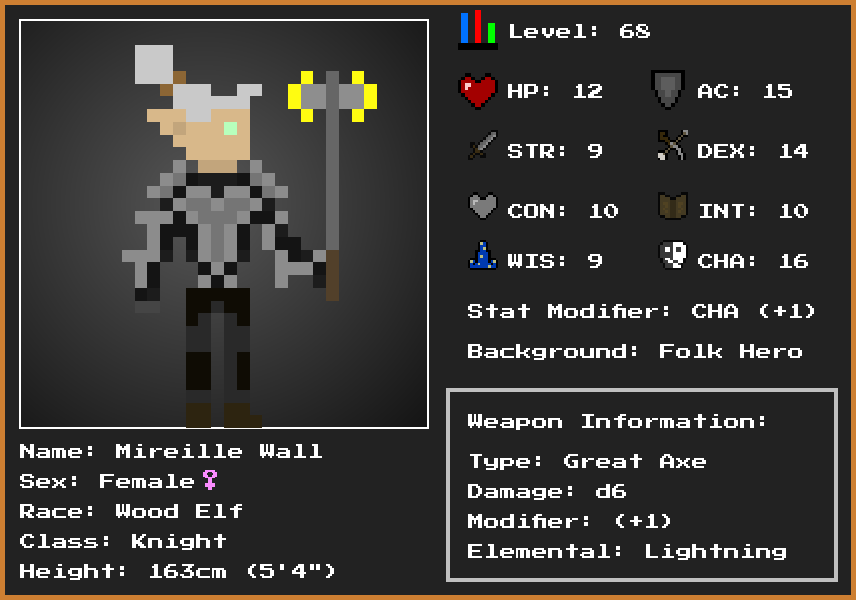 Level: 68
HP: 12 AC: 15
STR: 9 DEX: 14
CON: 10 INT: 10
WIS: 9 CHA: 16
Stat Modifier: CHA (+1)
Background: Folk Hero
Weapon Information:
Type: Great Axe
Damage: d6
Modifier: (+1)
Elemental: Lightning
Name: Mireille Wall
Sex: Female♀
Race: Wood Elf
Class: Knight
Height: 163cm (5'4")